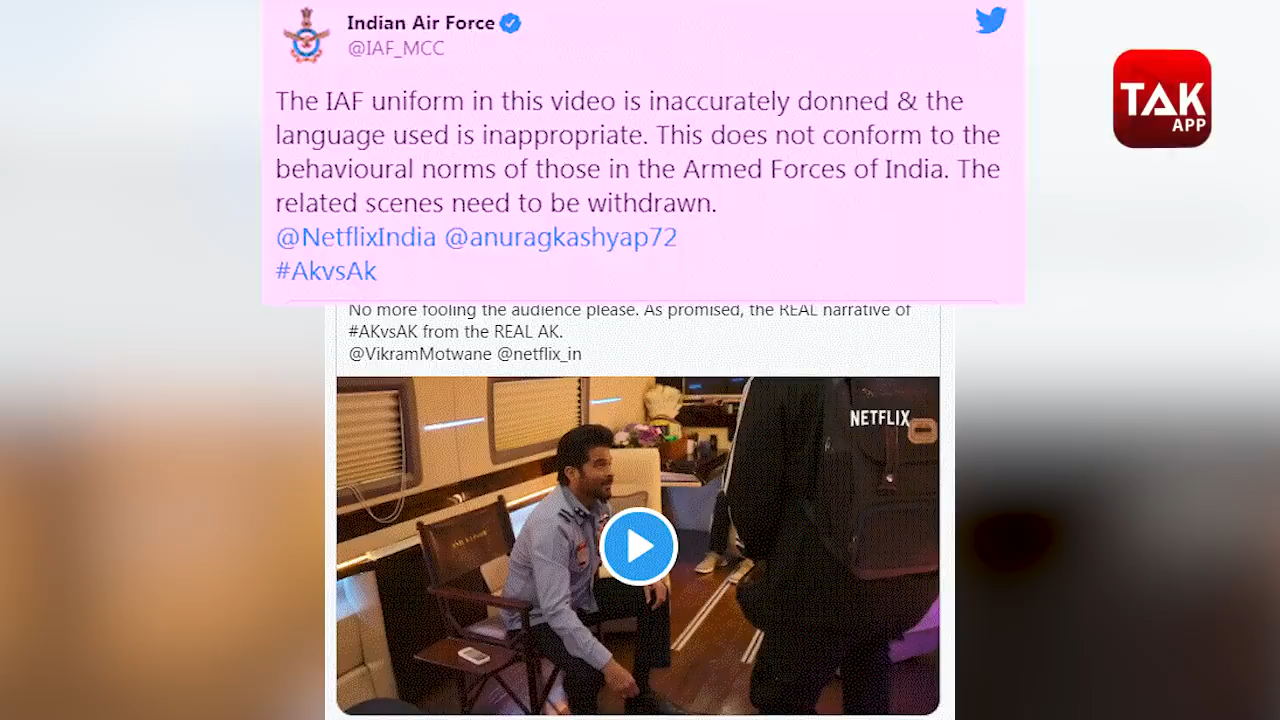 Indian Air Force
@IAF_MCC
The IAF uniform in this video is inaccurately donned & the
language used is inappropriate. This does not conform to the
behavioural norms of those in the Armed Forces of India. The
related scenes need to be withdrawn.
@NetflixIndia @anuragkashyap72
#AkvsAk
TAK
APP
No more fooling the audience please. As promised, the REAL narrative of
#AKvsAK from the REAL AK.
@VikramMotwane @netflix_in
NETFLIX